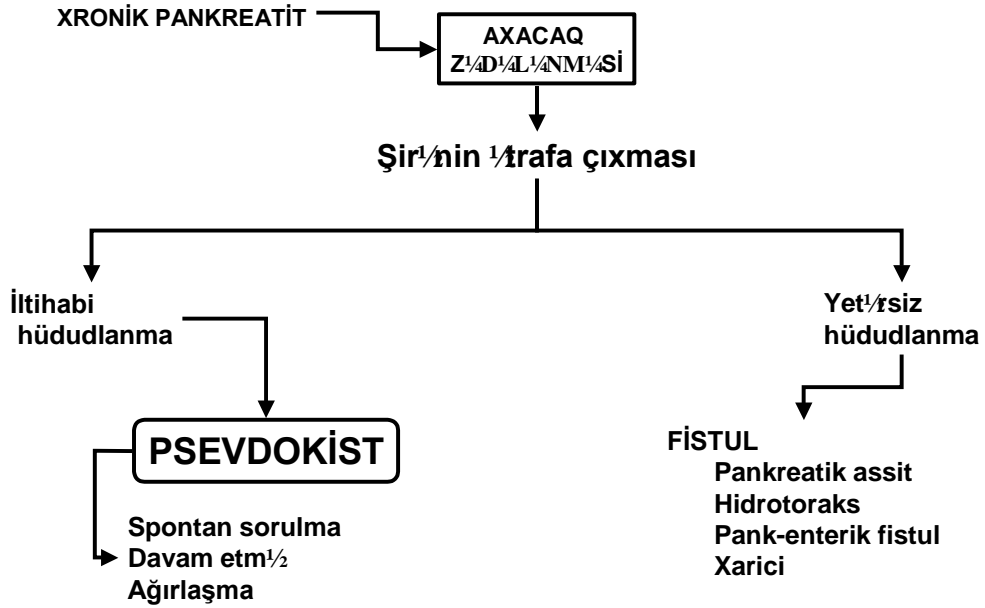 XRONİK PANKREATİT
AXACAQ
Z¼D¼L¼NM¼Sİ
Şir½nin ½trafa çıxması
İltihabi
hüdudlanma
Yet½rsiz
hüdudlanma
PSEVDOKİST
Spontan sorulma
Davam etm½
Ağırlaşma
FİSTUL
Pankreatik assit
Hidrotoraks
Pank-enterik fistul
Xarici